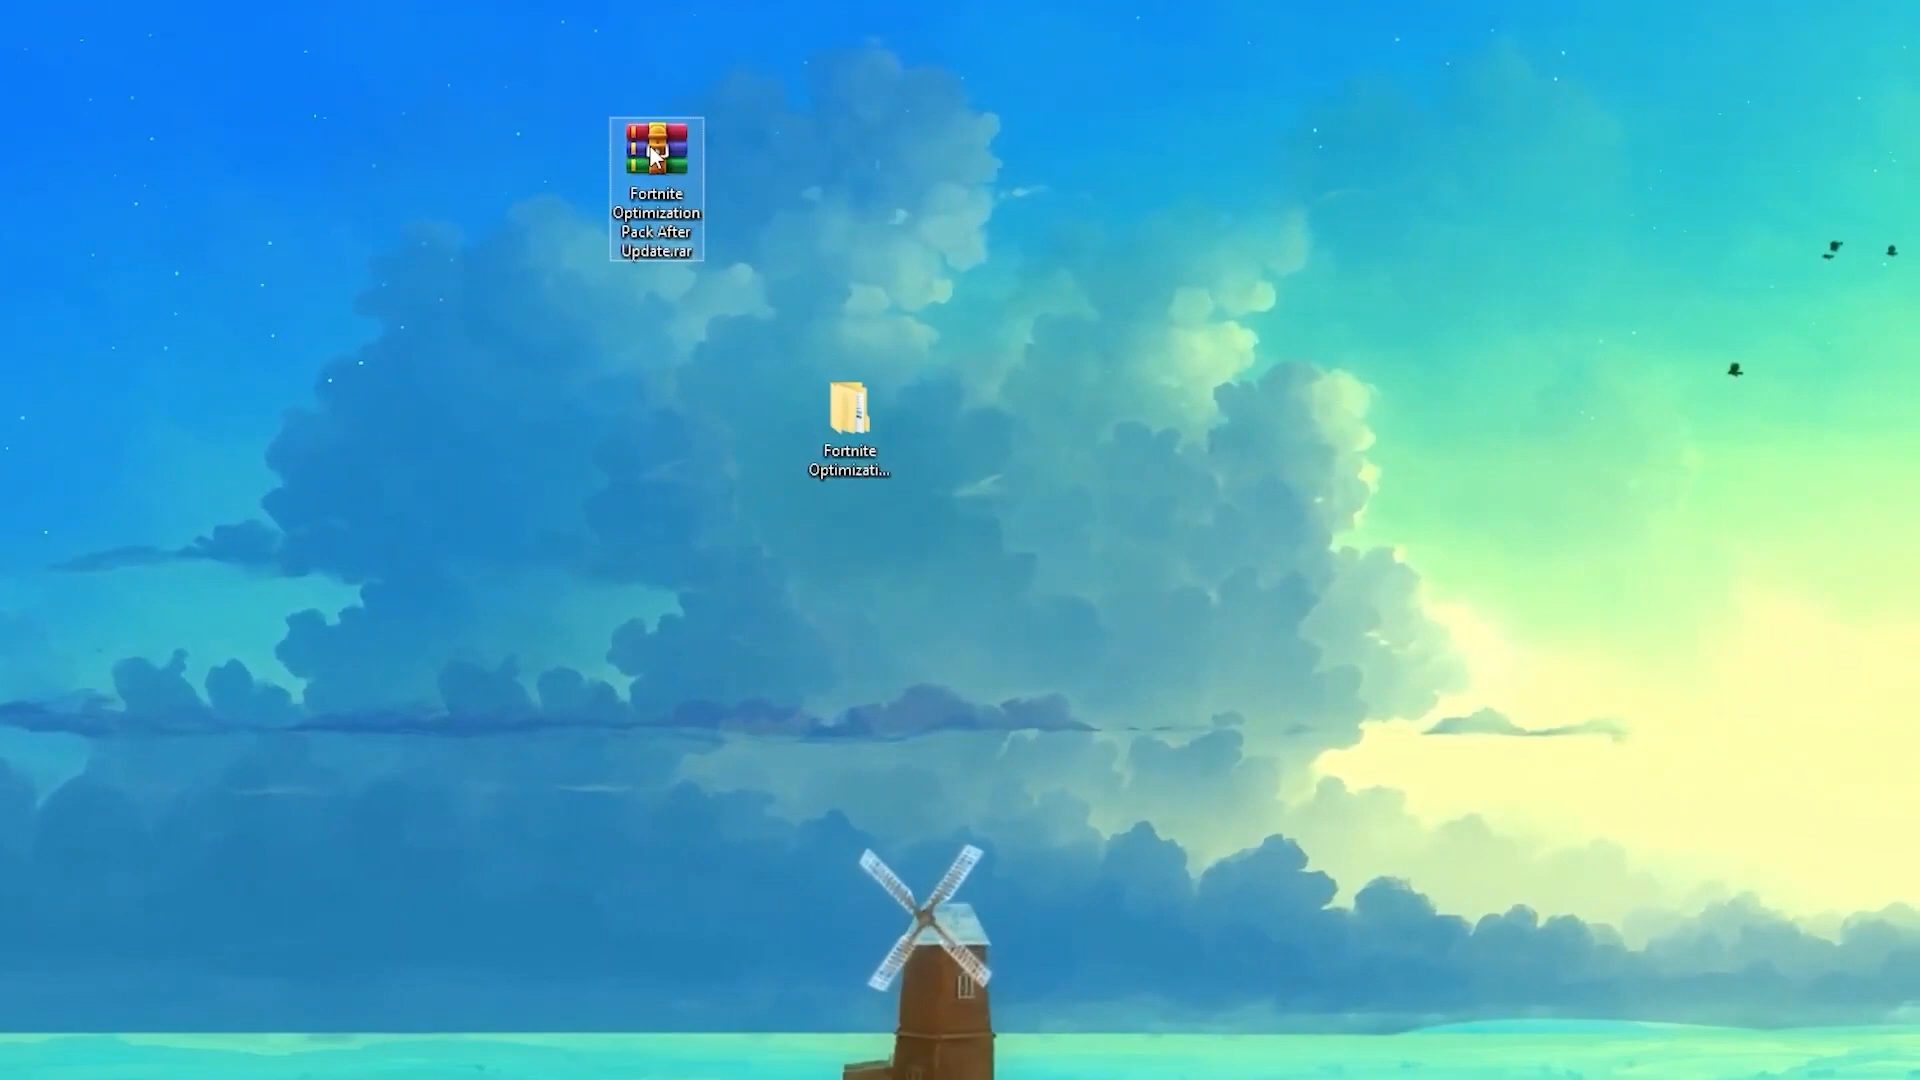 Fortnite
Optimization
Pack After
Update.rar
Fortnite
Optimizati...